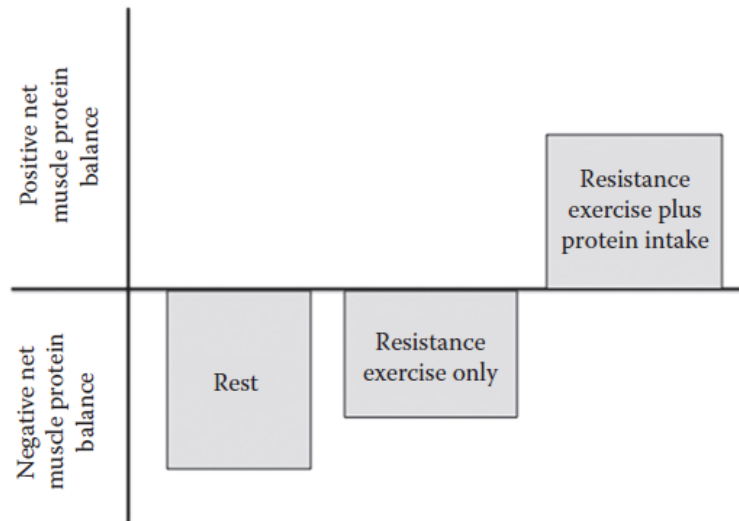 Positive net
muscle protein
balance
Negative net
muscle protein
balance
Rest
Resistance
exercise only
Resistance
exercise plus
protein intake